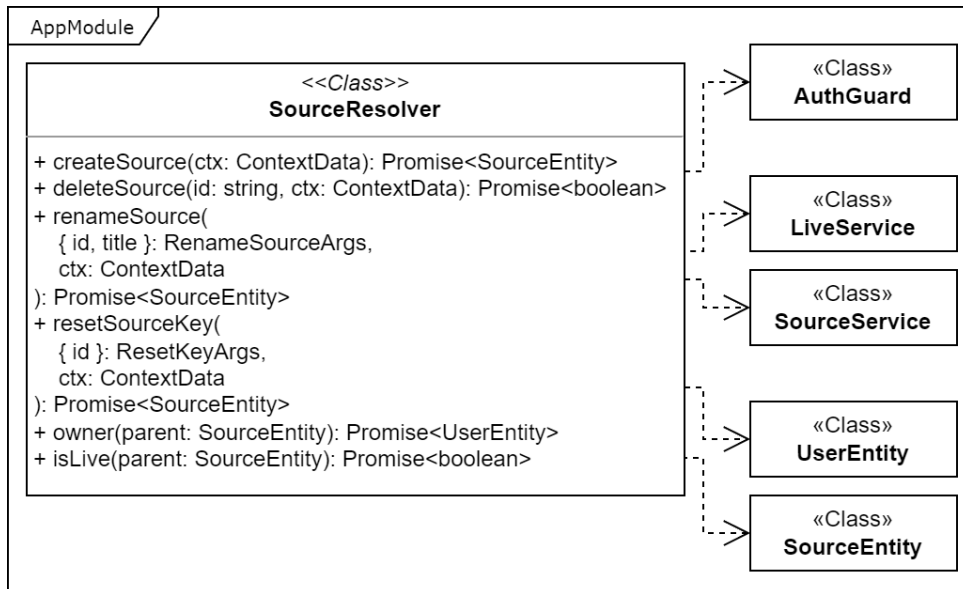 AppModule
<<Class>>
SourceResolver
+ createSource(ctx: ContextData): Promise<SourceEntity>
+ deleteSource(id: string, ctx: ContextData): Promise<boolean>
+ renameSource(
{ id, title }: RenameSourceArgs,
ctx: ContextData
): Promise<SourceEntity>
+ resetSourceKey(
{ id }: ResetKeyArgs,
ctx: ContextData
): Promise<SourceEntity>
+ owner(parent: SourceEntity): Promise<UserEntity>
+ isLive(parent: SourceEntity): Promise<boolean>
«Class»
AuthGuard
«Class»
LiveService
«Class»
SourceService
«Class»
UserEntity
«Class»
SourceEntity